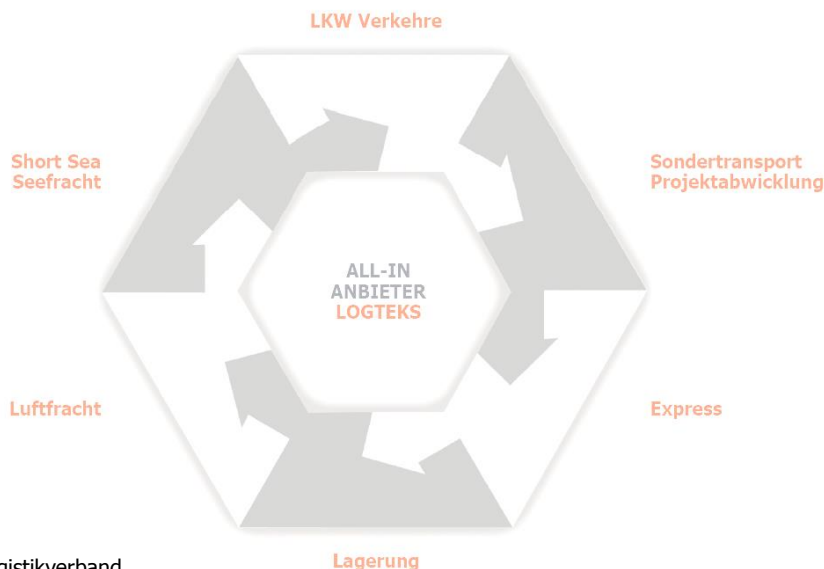 LKW Verkehre
Short Sea
Seefracht
Sondertransport
Projektabwicklung
ALL-IN
ANBIETER
LOGTEKS
Luftfracht
Express
Lagerung